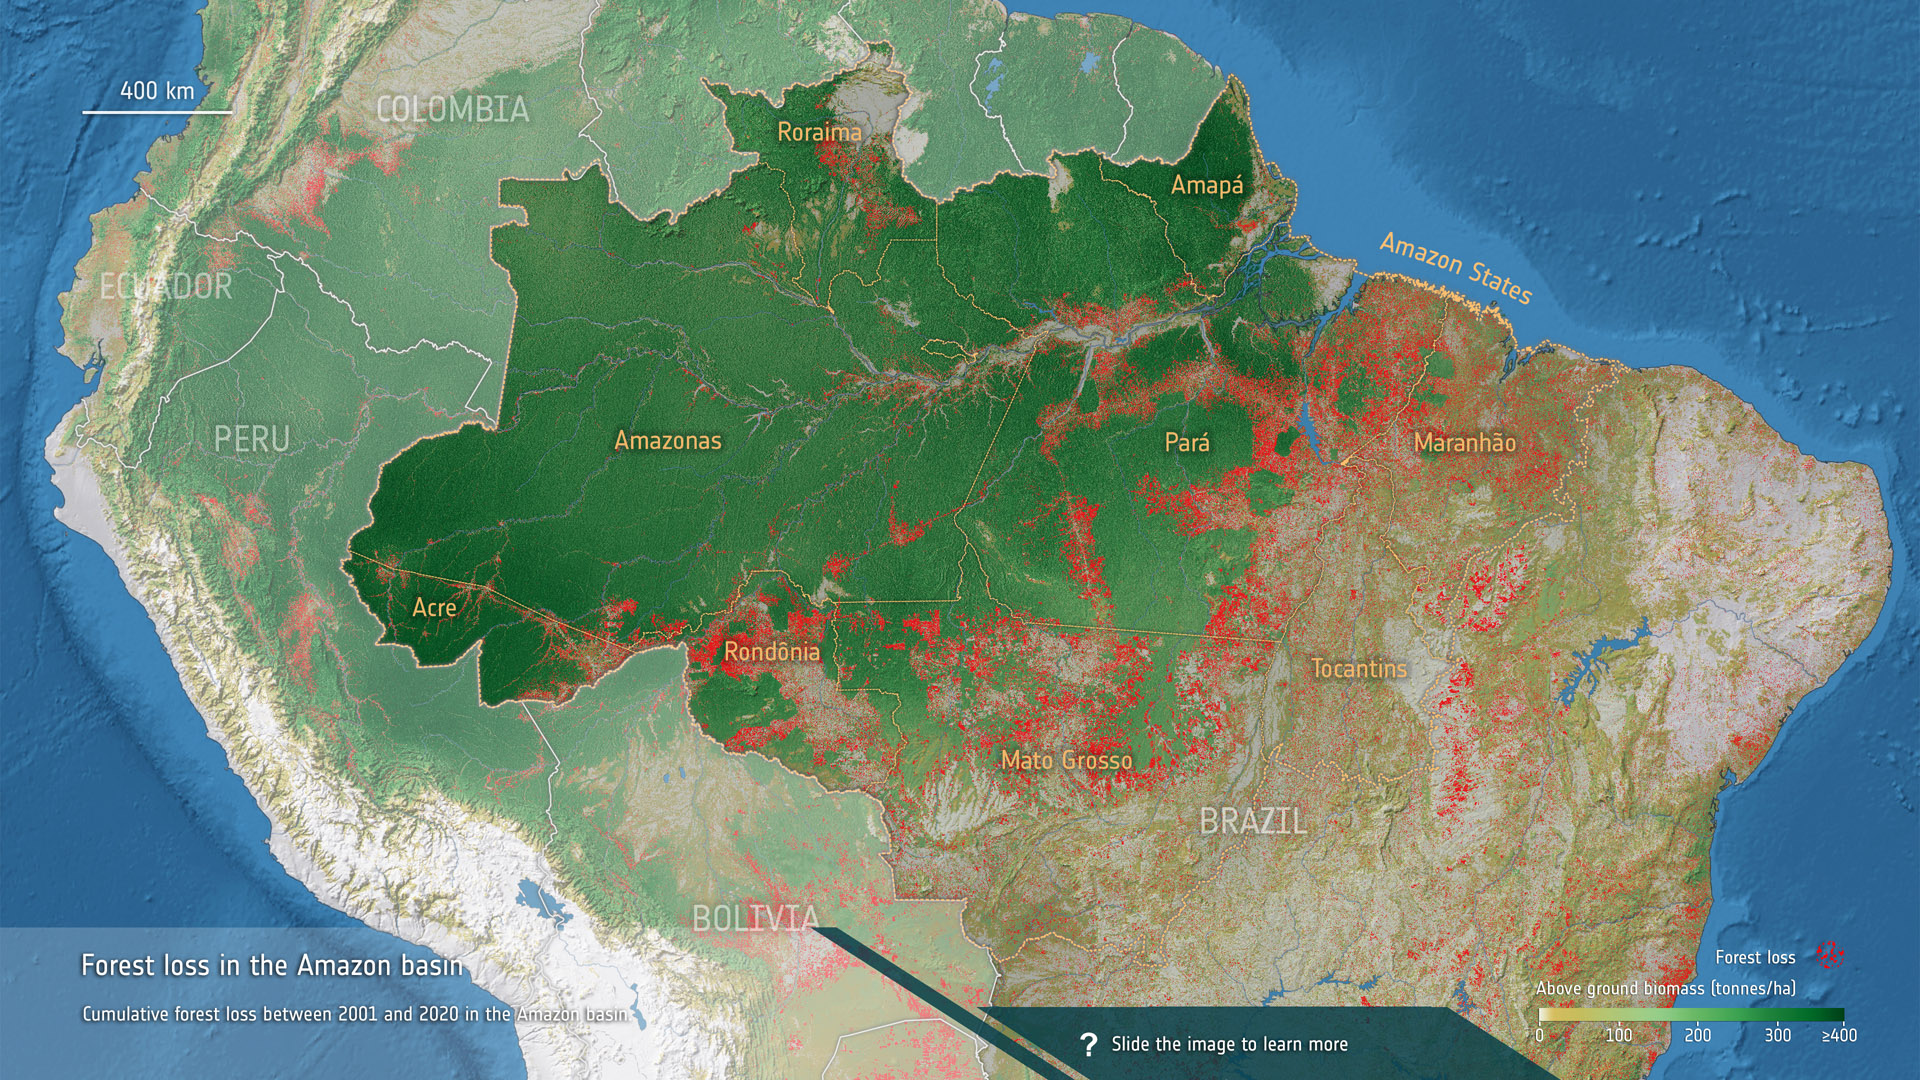 400 km
COLOMBIA
Roraima
Amapá
Amazon States
ECUADOR
PERU
Amazonas
Pará
Maranhão
Acre
Rondônia
Tocantins
Mato Grosso
BRAZIL
BOLIVIA
Forest loss in the Amazon basin
Cumulative forest loss between 2001 and 2020 in the Amazon basin.
? Slide the image to learn more
Forest loss
Above ground biomass (tonnes/ha)
0 100 200 300 ≥400